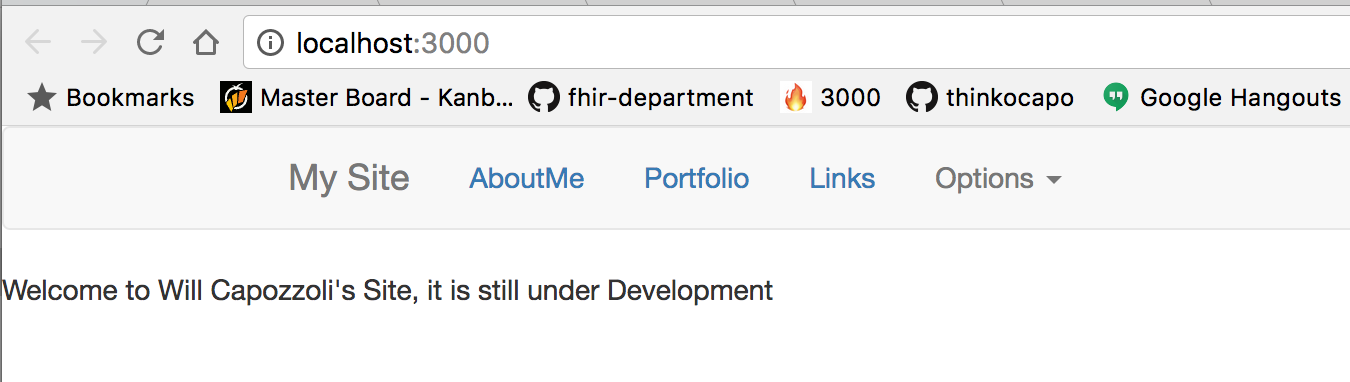 localhost:3000
Bookmarks Master Board - Kanb... fhir-department 3000 thinkocapo Google Hangouts
My Site AboutMe Portfolio Links Options
Welcome to Will Capozzoli's Site, it is still under Development